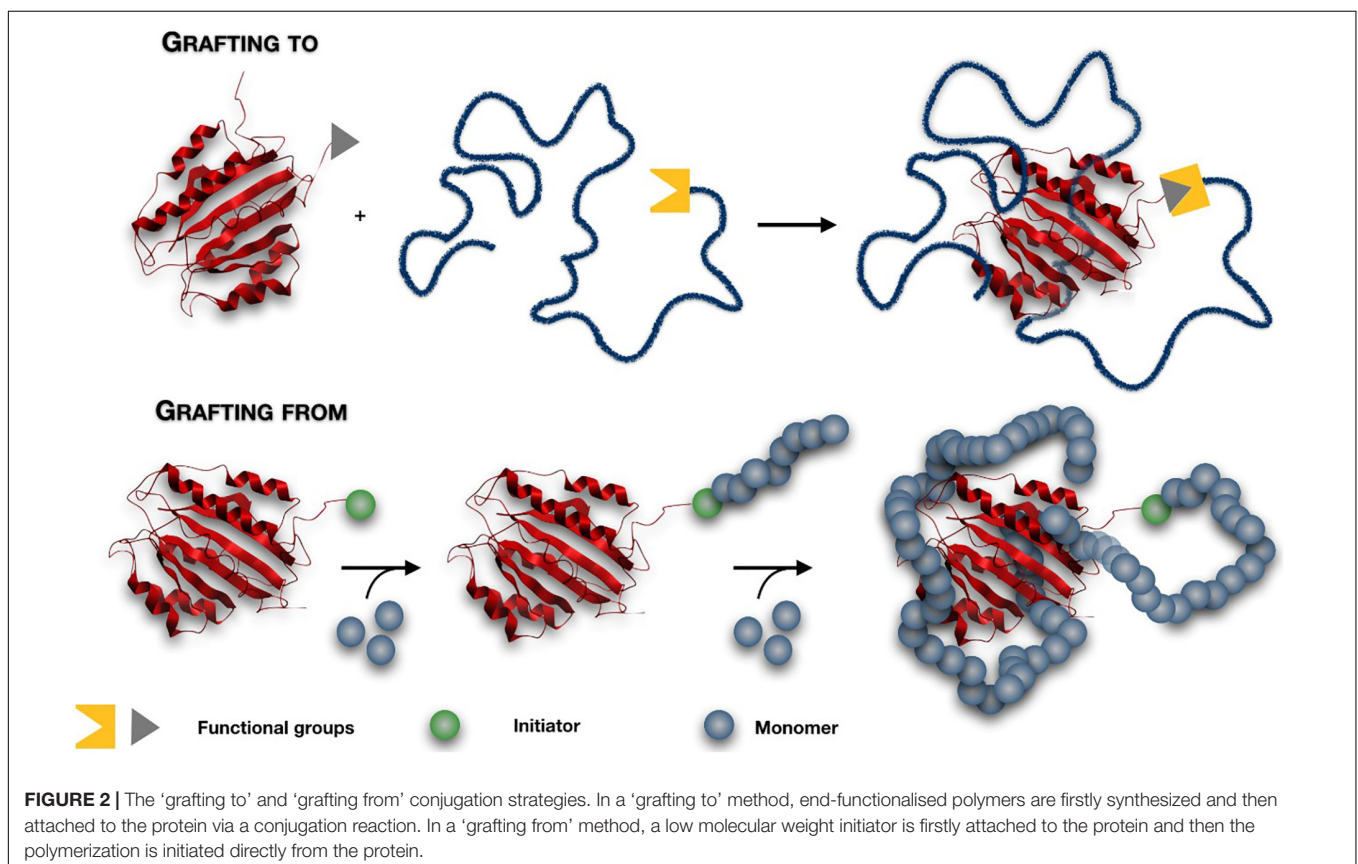 GRAFTING TO
+
GRAFTING FROM
Functional groups
Initiator
Monomer
FIGURE 2 | The ‘grafting to’ and ‘grafting from’ conjugation strategies. In a ‘grafting to’ method, end-functionalised polymers are firstly synthesized and then
attached to the protein via a conjugation reaction. In a ‘grafting from’ method, a low molecular weight initiator is firstly attached to the protein and then the
polymerization is initiated directly from the protein.